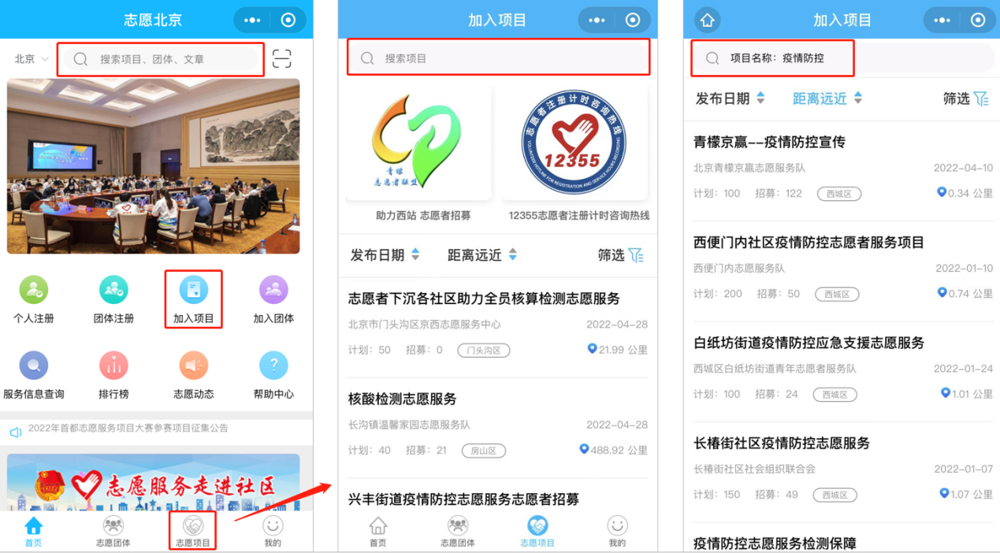 志愿北京
北京
搜索项目、团体、文章
个人注册
团体注册
加入项目
加入团体
服务信息查询
排行榜
志愿动态
帮助中心
2022年首都志愿服务项目大赛参赛项目征集公告
志愿服务走进社区
首页
志愿团体
志愿项目
我的
加入项目
搜索项目
青檬
志愿者联盟
志愿者注册计时咨询热线
12355
VOLUNTEER HOTLINE FOR REGISTRATION AND SERVICE HOURS RECORDING
助力西站 志愿者招募
12355志愿者注册计时咨询热线
发布日期
距离远近
筛选
志愿者下沉各社区助力全员核算检测志愿服务
北京市门头沟区京西志愿服务中心
2022-04-28
计划：50 招募：0 门头沟区
21.99 公里
核酸检测志愿服务
长沟镇温馨家园志愿服务队
2022-04-28
计划：40 招募：21 房山区
488.92 公里
兴丰街道疫情防控志愿服务志愿者招募
首页
志愿团体
志愿项目
我的
加入项目
项目名称：疫情防控
发布日期
距离远近
筛选
青檬京赢--疫情防控宣传
北京青檬京赢志愿服务队
2022-04-10
计划：100 招募：122 西城区
0.34 公里
西便门内社区疫情防控志愿者服务项目
西便门内志愿服务队
2022-01-10
计划：200 招募：50 西城区
0.74 公里
白纸坊街道疫情防控应急支援志愿服务
西城区白纸坊街道青年志愿者服务队
2022-01-24
计划：100 招募：24 西城区
1.01 公里
长椿街社区疫情防控志愿服务
长椿街社区社会组织联合会
2022-01-07
计划：150 招募：49 西城区
1.07 公里
疫情防控志愿服务检测保障